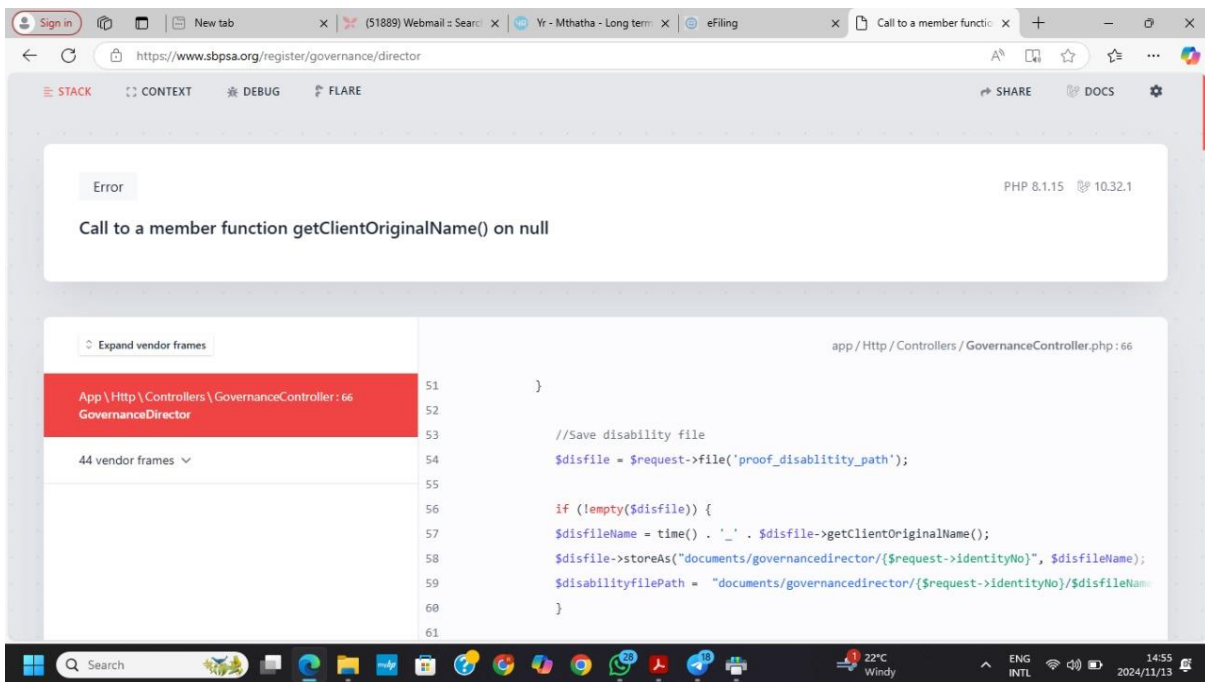 Sign in
New tab
(51889) Webmail :: Searc
Yr - Mthatha - Long term
eFiling
Call to a member functio
https://www.sbpsa.org/register/governance/director
STACK CONTEXT DEBUG FLARE SHARE DOCS
Error
PHP 8.1.15 10.32.1
Call to a member function getClientOriginalName() on null
Expand vendor frames
app / Http / Controllers / GovernanceController.php : 66
App \ Http \ Controllers \ GovernanceController : 66
GovernanceDirector
44 vendor frames
51 }
52
53 //Save disability file
54 $disfile = $request->file('proof_disablitity_path');
55
56 if (!empty($disfile)) {
57 $disfileName = time() . '_' . $disfile->getClientOriginalName();
58 $disfile->storeAs("documents/governancedirector/{$request->identityNo}", $disfileName);
59 $disabilityfilePath = "documents/governancedirector/{$request->identityNo}/$disfileName
60 }
61
Search
28
18
1
22°C
Windy
ENG
INTL
14:55
2024/11/13